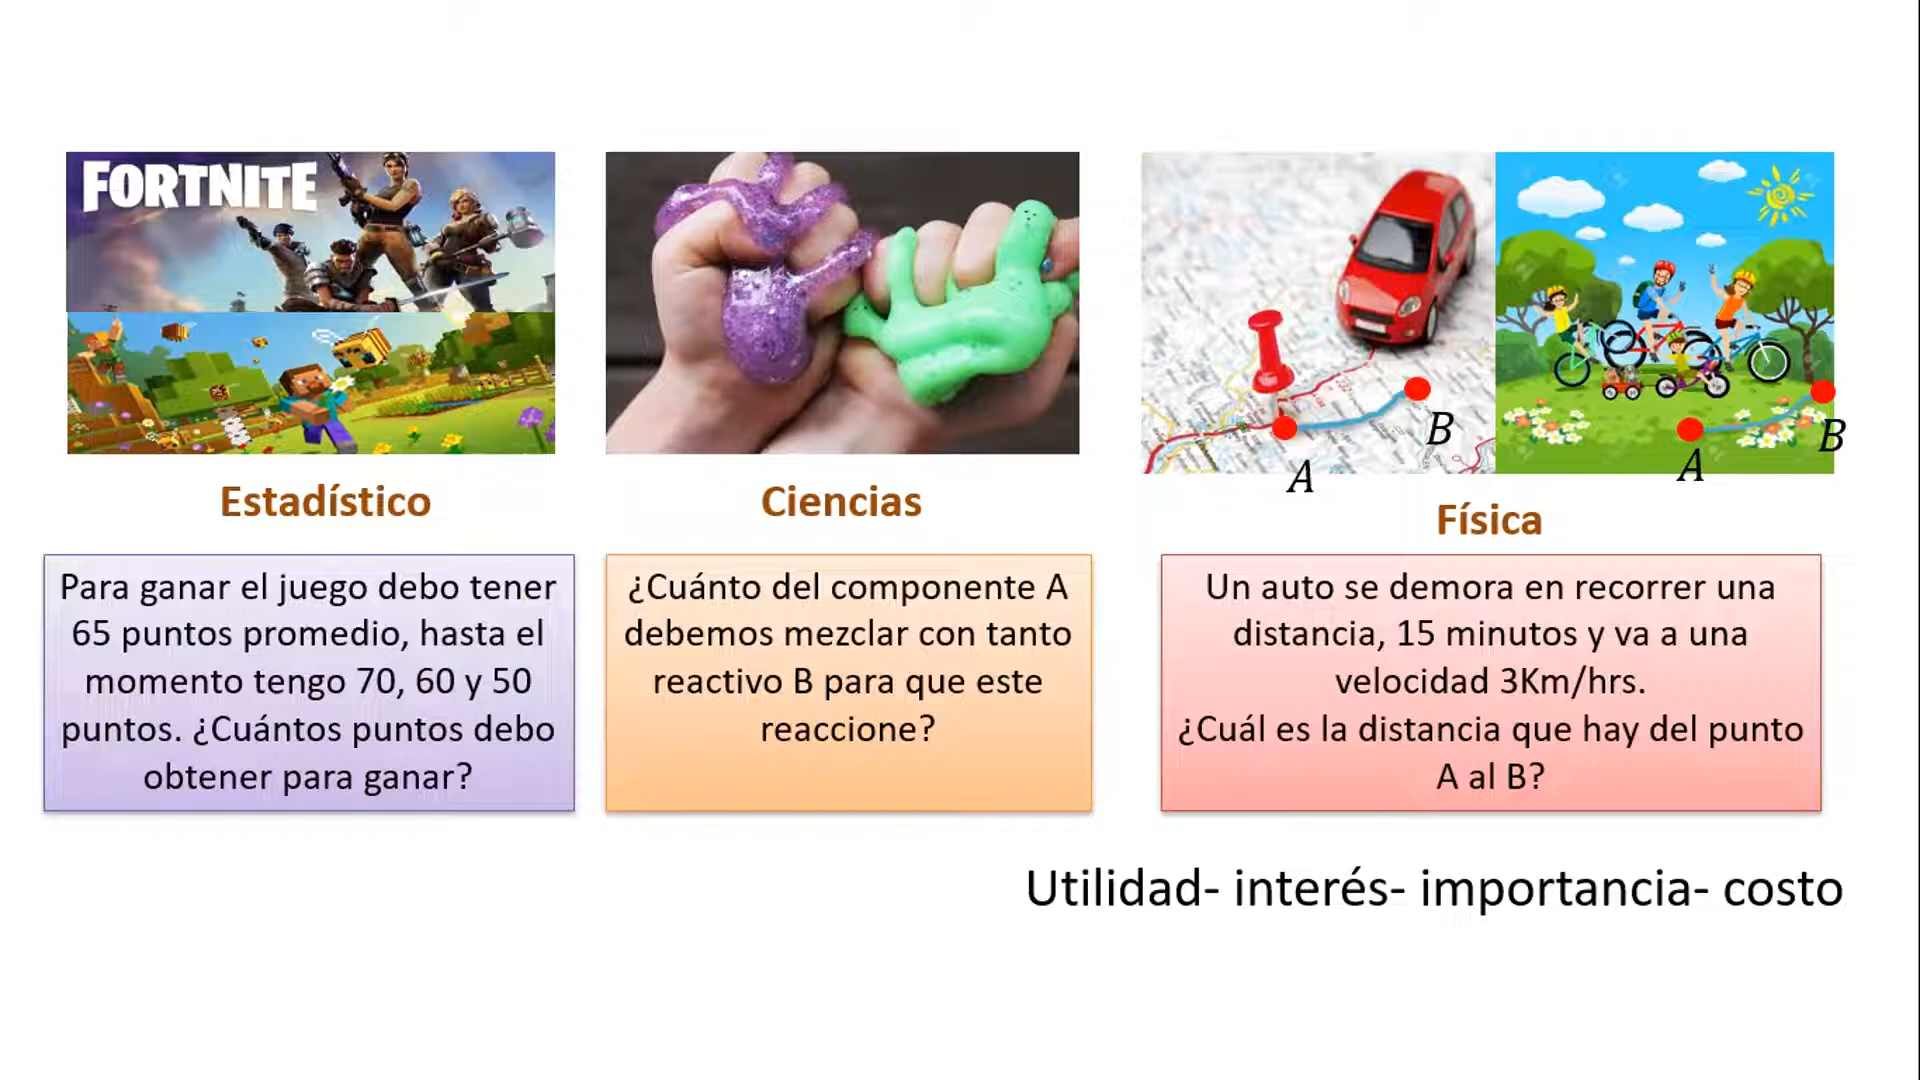 FORTNITE
Estadístico
Para ganar el juego debo tener
65 puntos promedio, hasta el
momento tengo 70, 60 y 50
puntos. ¿Cuántos puntos debo
obtener para ganar?
Ciencias
¿Cuánto del componente A
debemos mezclar con tanto
reactivo B para que este
reaccione?
A
B
A
B
Física
Un auto se demora en recorrer una
distancia, 15 minutos y va a una
velocidad 3Km/hrs.
¿Cuál es la distancia que hay del punto
A al B?
Utilidad- interés- importancia- costo